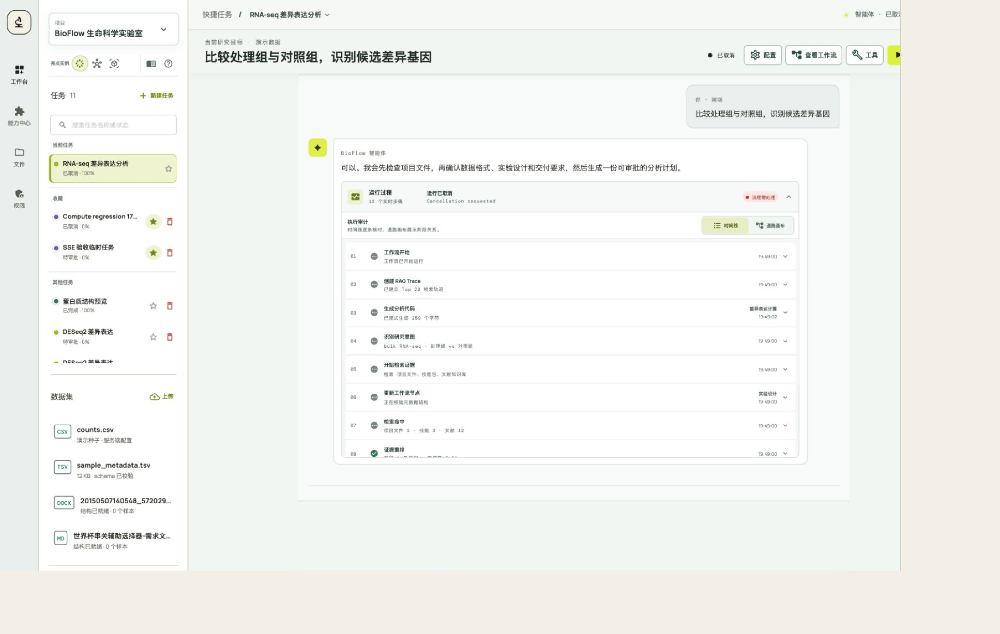 工作台
能力中心
文件
权限
项目
BioFlow 生命科学实验室
亮点实例
任务 11
新建任务
搜索任务名称或状态
当前任务
RNA-seq 差异表达分析
已取消 · 100%
收藏
Compute regression 17...
已取消 · 0%
SSE 验收临时任务
待审批 · 0%
其他任务
蛋白质结构预览
已完成 · 100%
DESeq2 差异表达
待审批 · 0%
DESeq2 差异表达
数据集
上传
CSV
counts.csv
演示种子 · 服务端配置
TSV
sample_metadata.tsv
12 KB · schema 已校验
DOCX
20150507140548_572029...
结构已就绪 · 0 个样本
MD
世界杯串关辅助选择器-需求文...
结构已就绪 · 0 个样本
快捷任务 / RNA-seq 差异表达分析
智能体 · 已取
当前研究目标 · 演示数据
比较处理组与对照组，识别候选差异基因
已取消
配置
查看工作流
工具
你 · 刚刚
比较处理组与对照组，识别候选差异基因
BioFlow 智能体
可以。我会先检查项目文件，再确认数据格式、实验设计和交付要求，然后生成一份可审批的分析计划。
运行过程
12 个实时步骤
运行已取消
Cancellation requested
流程需处理
执行审计
时间线逐条核对，通路画布展示阶段关系。
时间线
通路画布
01 工作流开始 19:49:00
工作流已开始运行
02 创建 RAG Trace 19:49:00
已建立 Top 20 检索轨迹
03 生成分析代码 差异表达计算
已流式生成 259 个字符 19:49:02
04 识别研究意图 19:49:00
bulk RNA-seq · 处理组 vs 对照组
05 开始检索证据 19:49:00
检索 项目文件、技能包、文献知识库
06 更新工作流节点 实验设计
正在校验元数据结构 19:49:00
07 检索命中 19:49:00
项目文件 2 · 技能 3 · 文献 12
08 证据重排 19:49:00